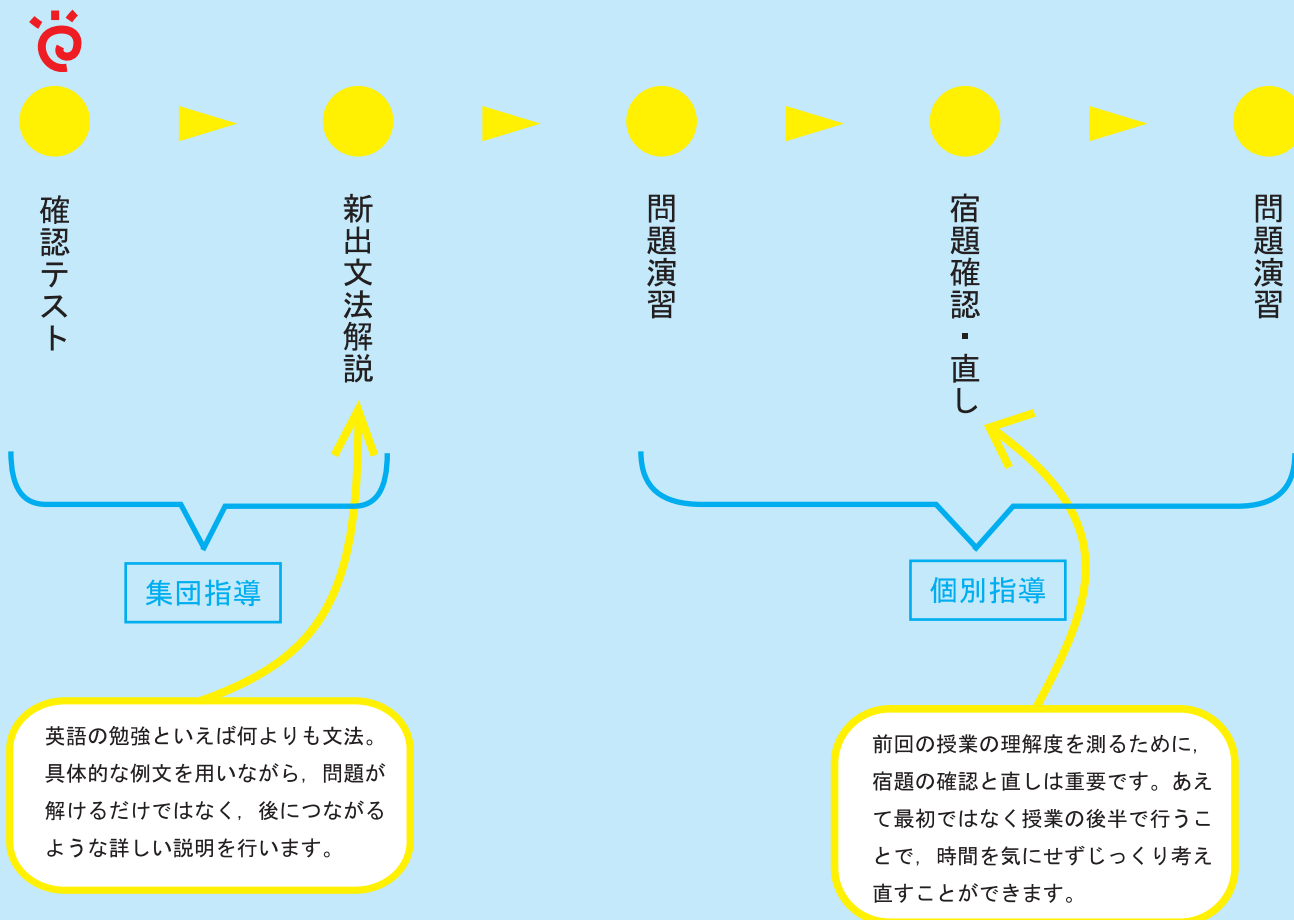 確認テスト
新出文法解説
問題演習
宿題確認・直し
問題演習
集団指導
個別指導
英語の勉強といえば何よりも文法。
具体的な例文を用いながら，問題が
解けるだけではなく，後につながる
ような詳しい説明を行います。
前回の授業の理解度を測るために，
宿題の確認と直しは重要です。あえ
て最初ではなく授業の後半で行うこ
とで，時間を気にせずじっくり考え
直すことができます。